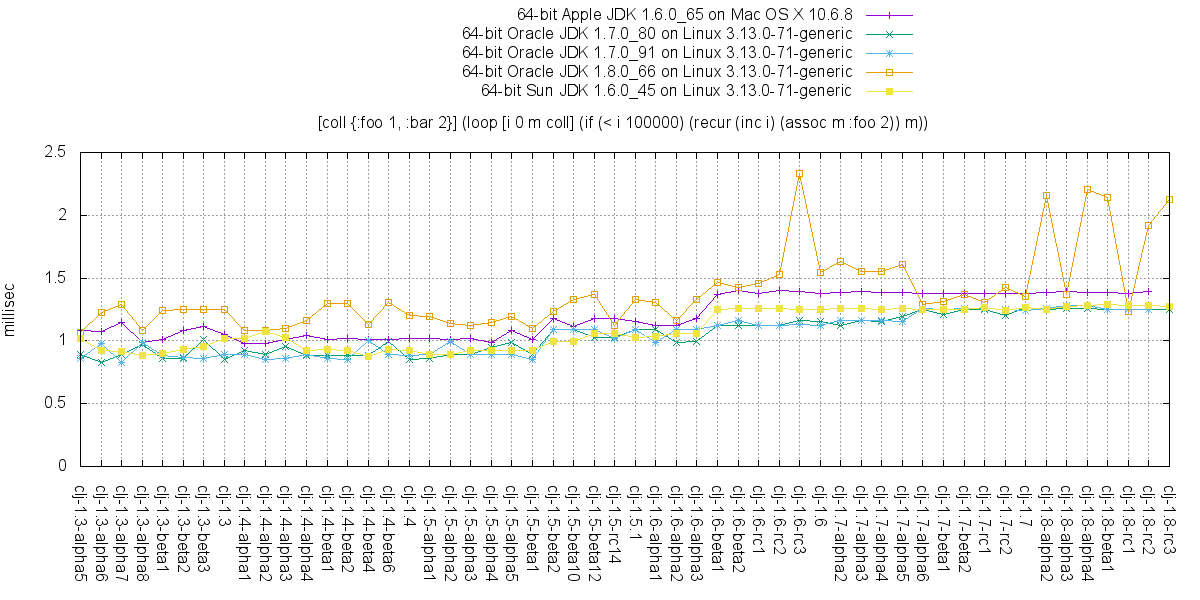 64-bit Apple JDK 1.6.0_65 on Mac OS X 10.6.8
64-bit Oracle JDK 1.7.0_80 on Linux 3.13.0-71-generic
64-bit Oracle JDK 1.7.0_91 on Linux 3.13.0-71-generic
64-bit Oracle JDK 1.8.0_66 on Linux 3.13.0-71-generic
64-bit Sun JDK 1.6.0_45 on Linux 3.13.0-71-generic
[coll {:foo 1, :bar 2}] (loop [i 0 m coll] (if (< i 100000) (recur (inc i) (assoc m :foo 2)) m))
2.5
2
1.5
1
0.5
0
millisec
clj-1.3-alpha5
clj-1.3-alpha6
clj-1.3-alpha7
clj-1.3-alpha8
clj-1.3-beta1
clj-1.3-beta2
clj-1.3-beta3
clj-1.3
clj-1.4-alpha1
clj-1.4-alpha2
clj-1.4-alpha3
clj-1.4-alpha4
clj-1.4-beta1
clj-1.4-beta2
clj-1.4-beta4
clj-1.4-beta6
clj-1.4
clj-1.5-alpha1
clj-1.5-alpha2
clj-1.5-alpha3
clj-1.5-alpha4
clj-1.5-alpha5
clj-1.5-beta1
clj-1.5-beta2
clj-1.5-beta10
clj-1.5-beta12
clj-1.5-rc14
clj-1.5.1
clj-1.6-alpha1
clj-1.6-alpha2
clj-1.6-alpha3
clj-1.6-beta1
clj-1.6-beta2
clj-1.6-rc1
clj-1.6-rc2
clj-1.6-rc3
clj-1.6
clj-1.7-alpha2
clj-1.7-alpha3
clj-1.7-alpha4
clj-1.7-alpha5
clj-1.7-alpha6
clj-1.7-beta1
clj-1.7-beta2
clj-1.7-rc1
clj-1.7-rc2
clj-1.7
clj-1.8-alpha2
clj-1.8-alpha3
clj-1.8-alpha4
clj-1.8-beta1
clj-1.8-rc1
clj-1.8-rc2
clj-1.8-rc3